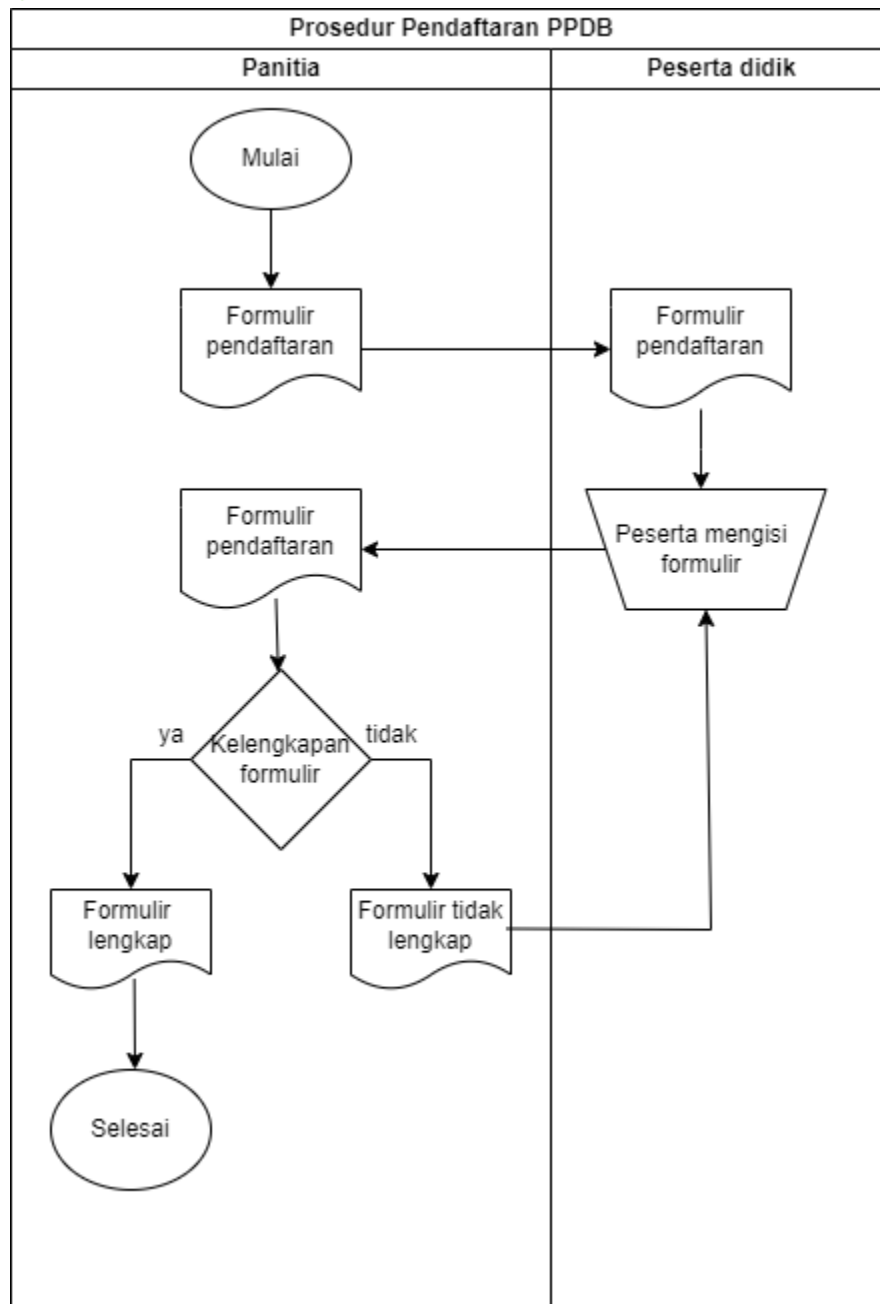 Prosedur Pendaftaran PPDB
Panitia
Peserta didik
Mulai
Formulir
pendaftaran
Formulir
pendaftaran
Peserta mengisi
formulir
Formulir
pendaftaran
Kelengkapan
formulir
ya
tidak
Formulir
lengkap
Formulir tidak
lengkap
Selesai